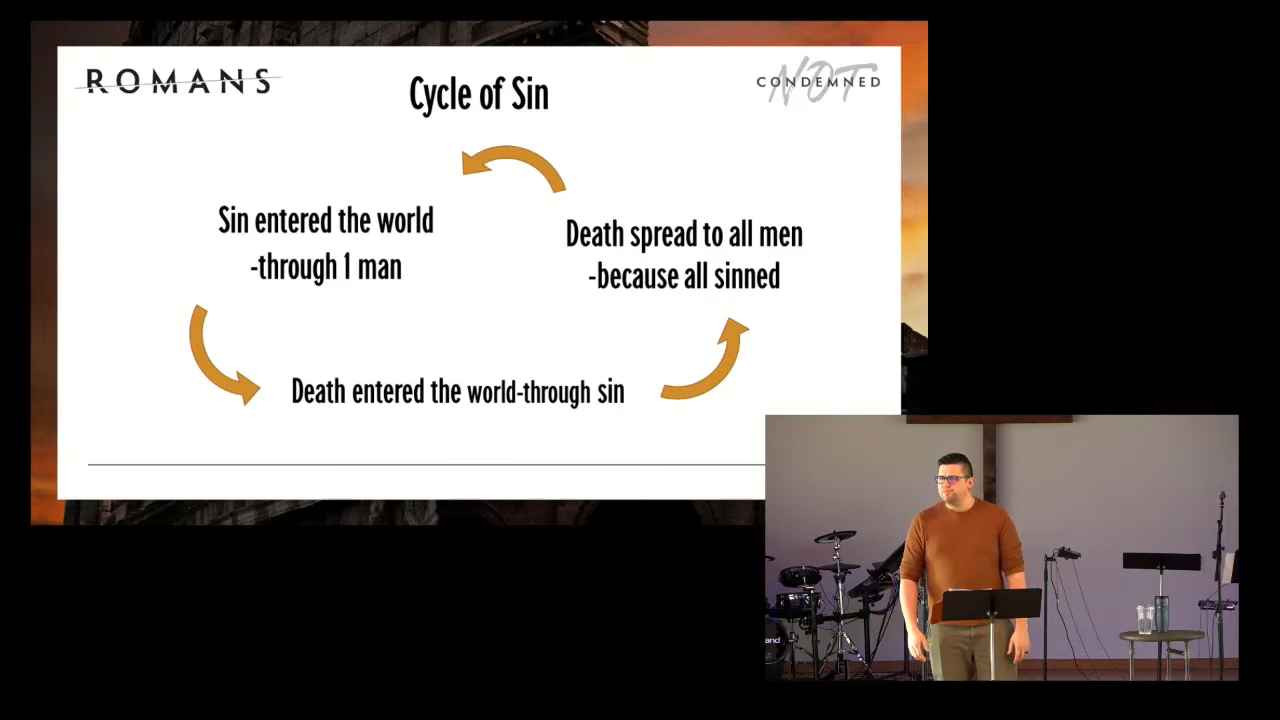 ROMANS
NOT
CONDEMNED
Cycle of Sin
Sin entered the world
-through 1 man
Death spread to all men
-because all sinned
Death entered the world-through sin